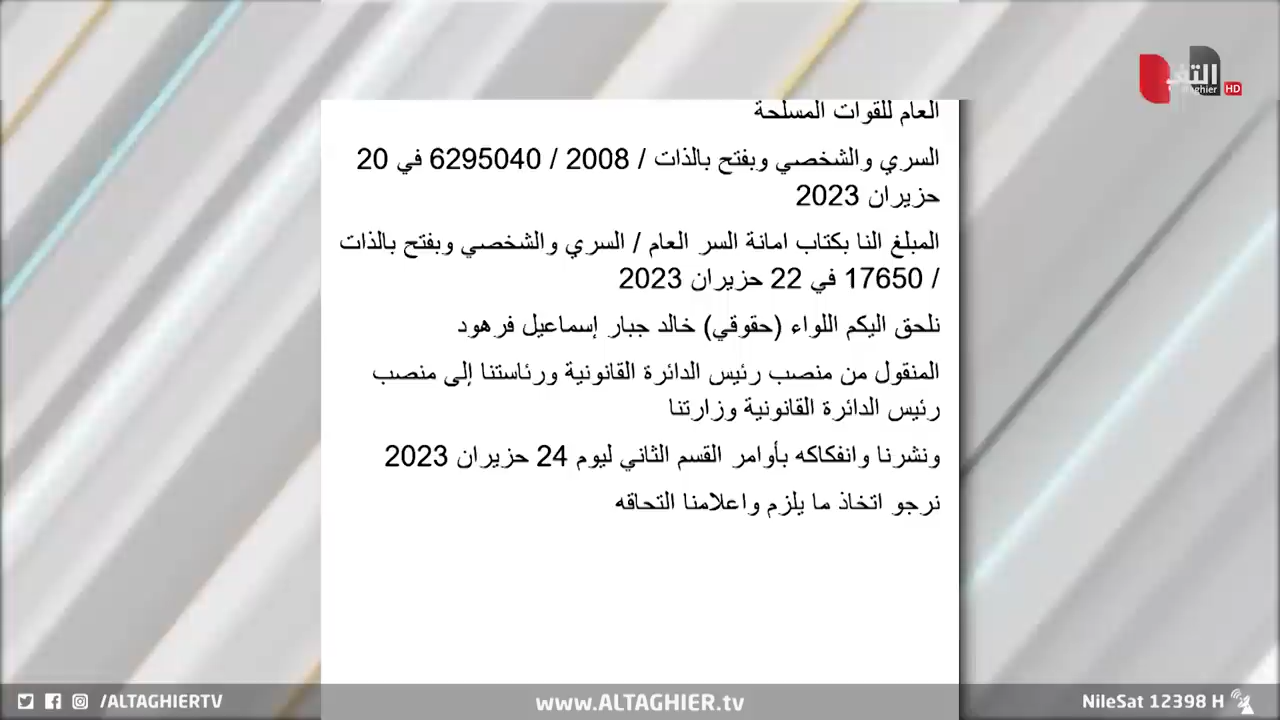 التغيير
Altaghier
HD
العام للقوات المسلحة
السري والشخصي وبفتح بالذات / 2008 / 6295040 في 20
حزيران 2023
المبلغ النا بكتاب امانة السر العام / السري والشخصي وبفتح بالذات
/ 17650 في 22 حزيران 2023
نلحق اليكم اللواء (حقوقي) خالد جبار إسماعيل فرهود
المنقول من منصب رئيس الدائرة القانونية ورئاستنا إلى منصب
رئيس الدائرة القانونية وزارتنا
ونشرنا وانفكاكه بأوامر القسم الثاني ليوم 24 حزيران 2023
نرجو اتخاذ ما يلزم واعلامنا التحاقه
/ALTAGHIERTV
www.ALTAGHIER.tv
NileSat 12398 H